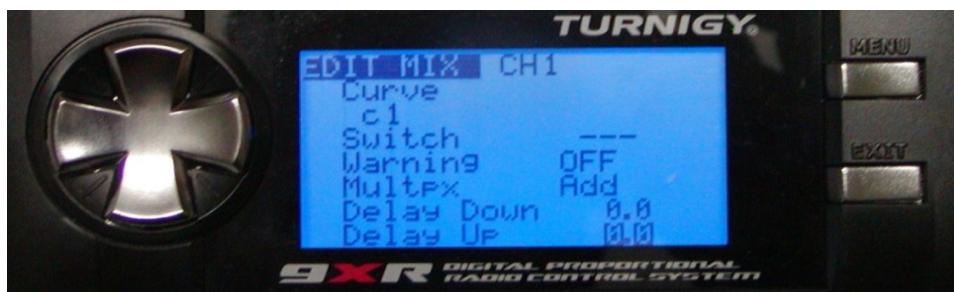 TURNIGY.
MENU
EDIT MIX CH1
Curve
c1
Switch ---
Warning OFF
EXIT
Multpx Add
Delay Down 0.0
Delay Up 0.0
9XR DIGITAL PROPORTIONAL
RADIO CONTROL SYSTEM